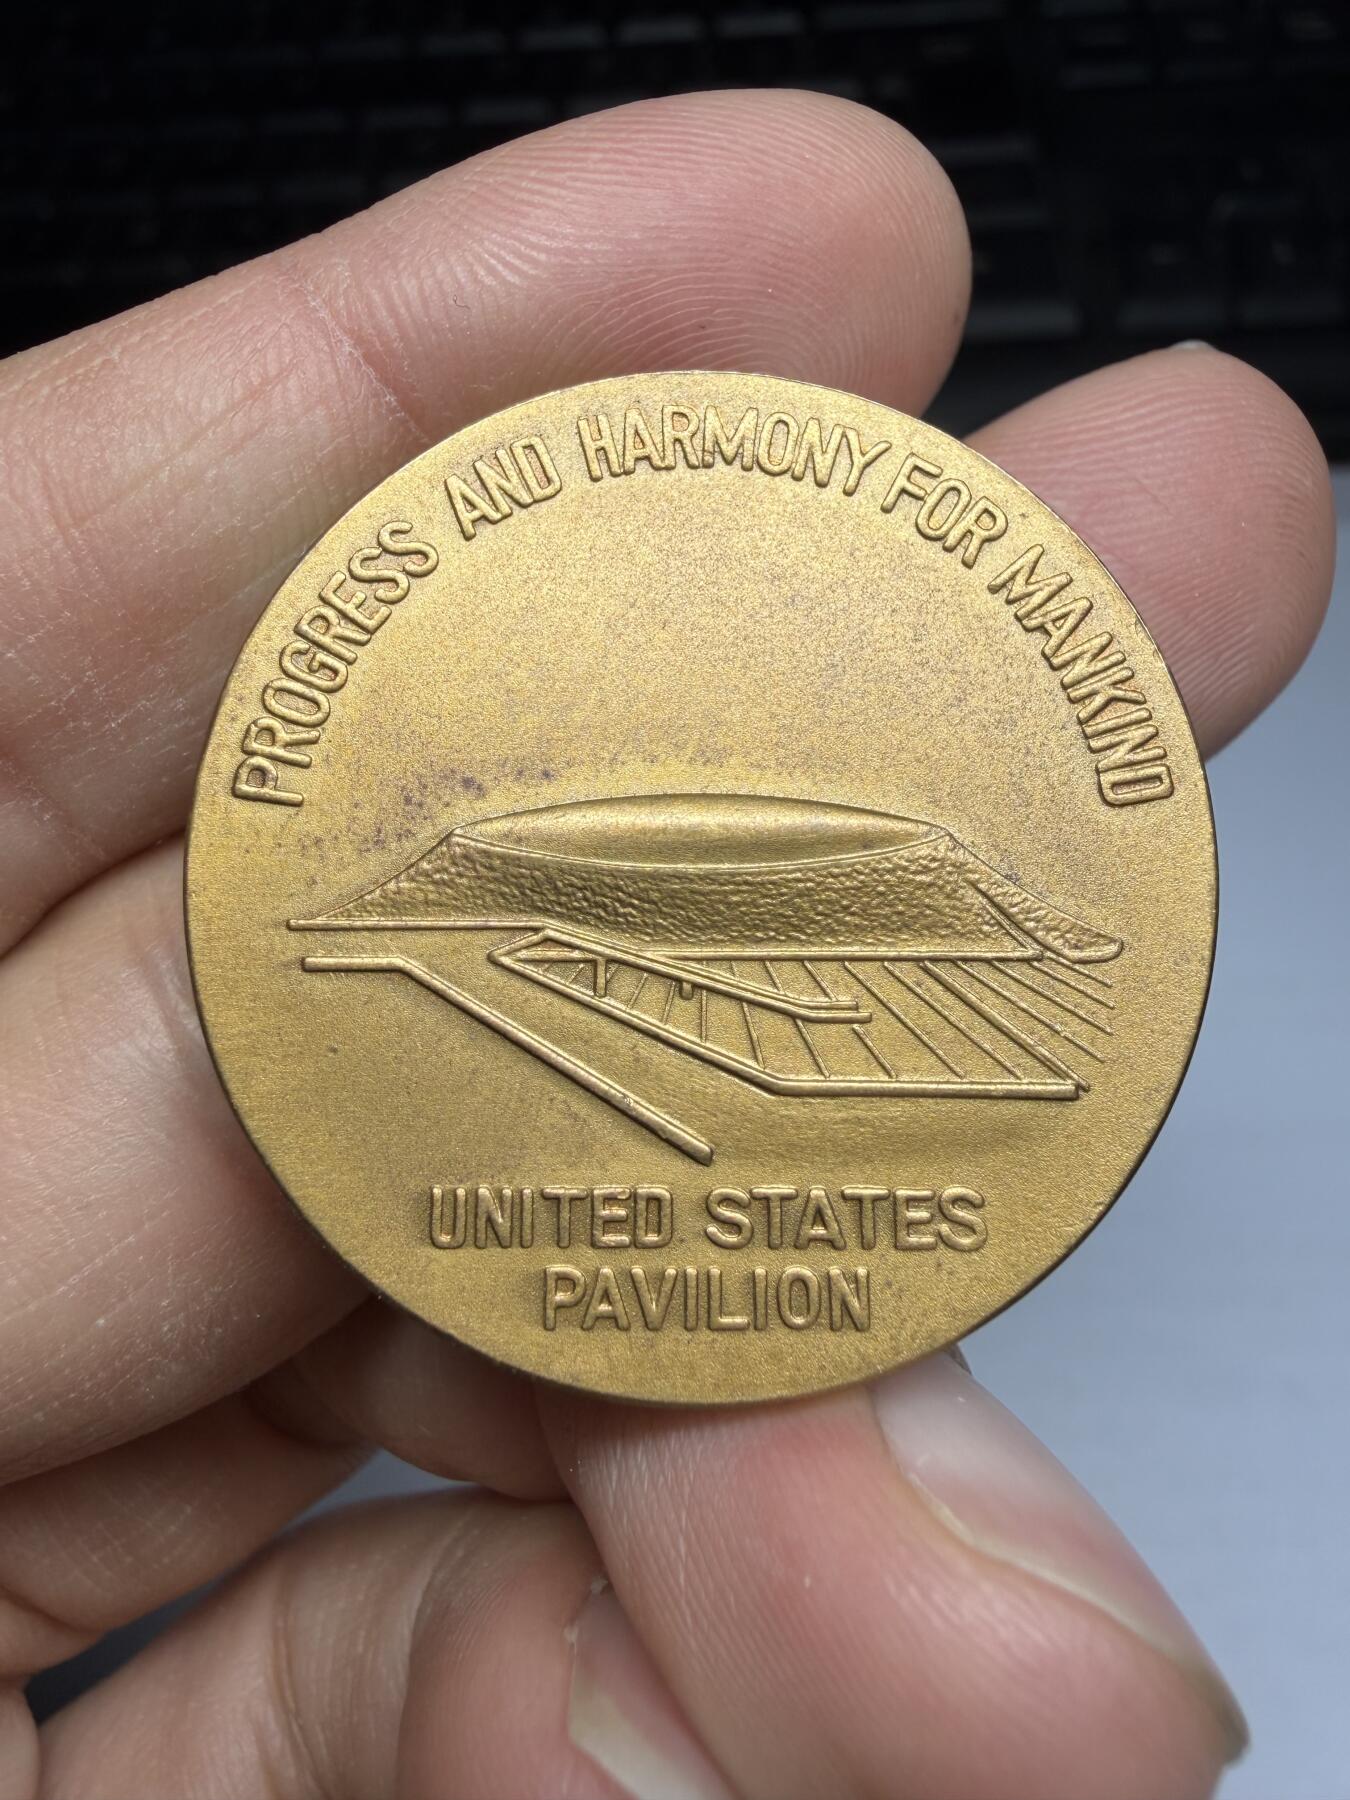 PROGRESS AND HARMONY FOR MANKIND
UNITED STATES
PAVILION